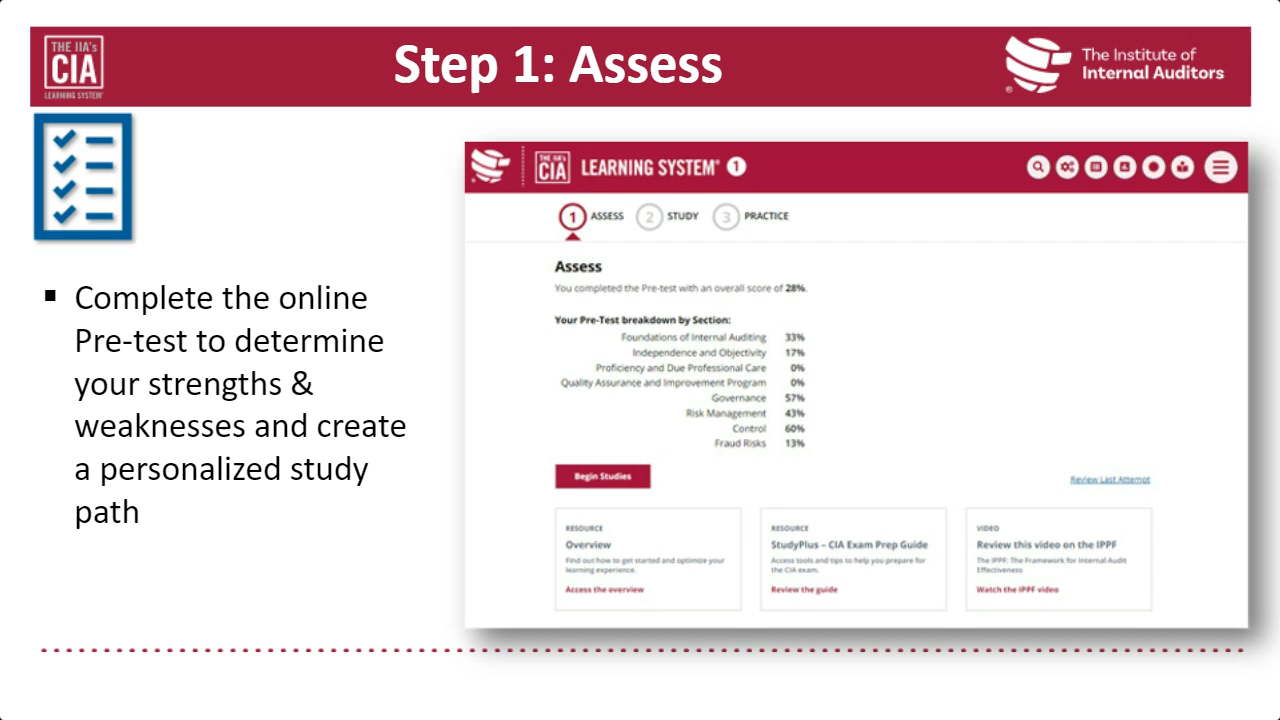 THE IIA's
CIA
LEARNING SYSTEM®
Step 1: Assess
The Institute of
Internal Auditors
®
▪ Complete the online
Pre-test to determine
your strengths &
weaknesses and create
a personalized study
path
THE IIA's
CIA
LEARNING SYSTEM® 1
1 ASSESS 2 STUDY 3 PRACTICE
Assess
You completed the Pre-test with an overall score of 28%.
Your Pre-Test breakdown by Section:
Foundations of Internal Auditing 33%
Independence and Objectivity 17%
Proficiency and Due Professional Care 0%
Quality Assurance and Improvement Program 0%
Governance 57%
Risk Management 43%
Control 60%
Fraud Risks 13%
Begin Studies
Review Last Attempt
RESOURCE
Overview
Find out how to get started and optimize your
learning experience.
Access the overview
RESOURCE
StudyPlus – CIA Exam Prep Guide
Access tools and tips to help you prepare for
the CIA exam.
Review the guide
VIDEO
Review this video on the IPPF
The IPPF: The Framework for Internal Audit
Effectiveness
Watch the IPPF video